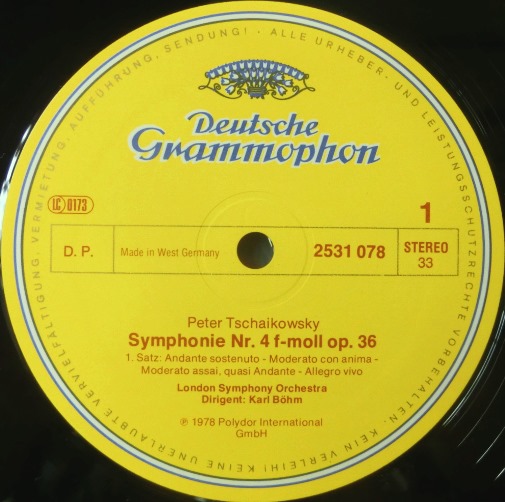 Deutsche
Grammophon
LC 0173
1
D. P.
Made in West Germany
2531 078
STEREO
33
Peter Tschaikowsky
Symphonie Nr. 4 f-moll op. 36
1. Satz: Andante sostenuto - Moderato con anima -
Moderato assai, quasi Andante - Allegro vivo
London Symphony Orchestra
Dirigent: Karl Böhm
℗ 1978 Polydor International
GmbH
ALLE URHEBER- UND LEISTUNGSSCHUTZRECHTE VORBEHALTEN. KEIN VERLEIH! KEINE UNERLAUBTE VERVIELFÄLTIGUNG, VERMIETUNG, AUFFÜHRUNG, SENDUNG! ·